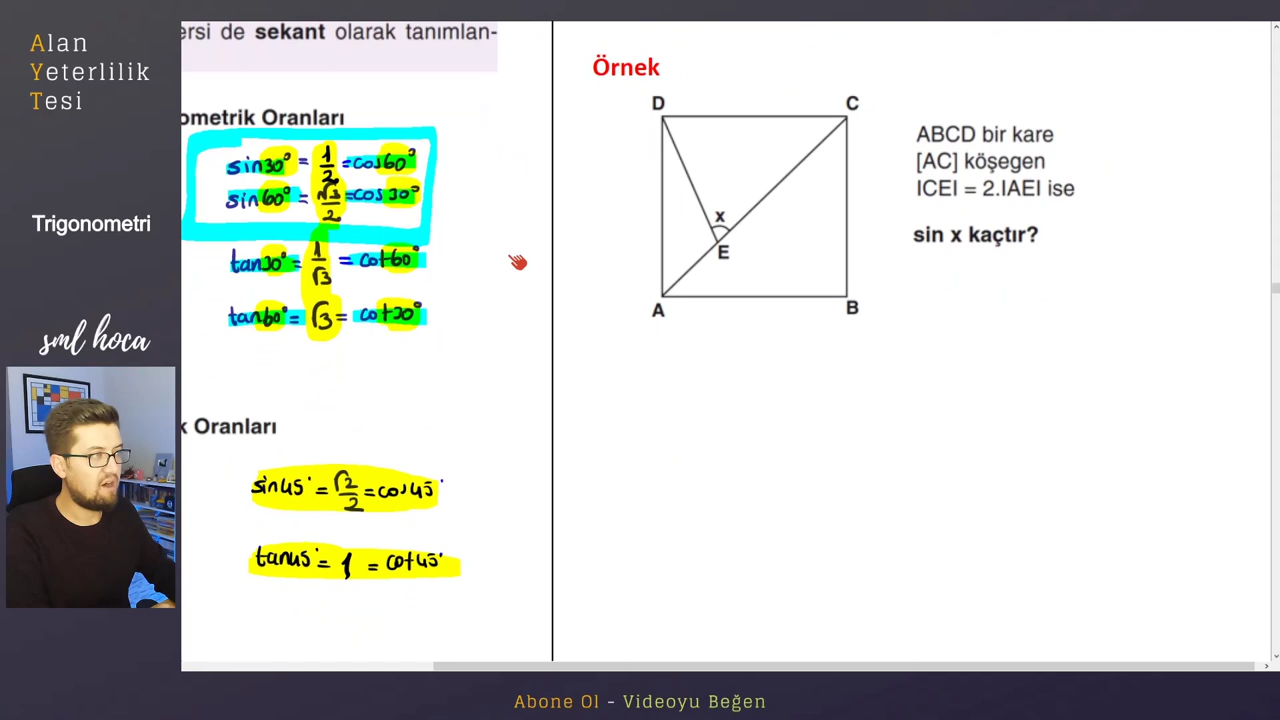 Alan
Yeterlilik
Tesi
Trigonometri
sml hoca
ersi de sekant olarak tanımlan-
ometrik Oranları
sin30° = 1/2 = cos60°
sin60° = √3/2 = cos30°
tan30° = 1/√3 = cot60°
tan60° = √3 = cot30°
k Oranları
sin45° = √2/2 = cos45°
tan45° = 1 = cot45°
Örnek
D
C
x
E
A
B
ABCD bir kare
[AC] köşegen
ICEI = 2.IAEI ise
sin x kaçtır?
Abone Ol - Videoyu Beğen